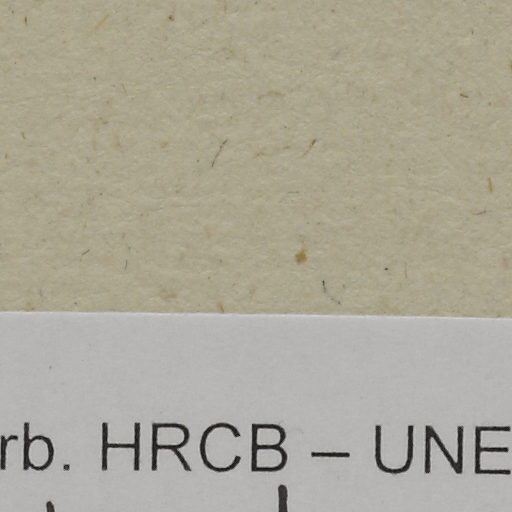 rb. HRCB – UNE